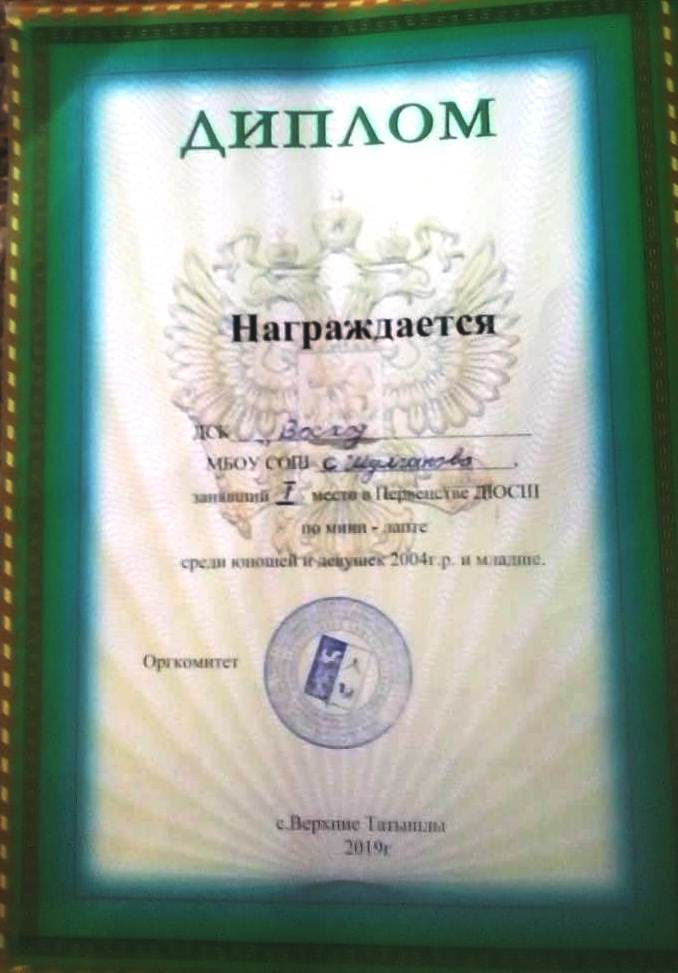 ДИПЛОМ
Награждается
ДСК „Восход
МБОУ СОШ с Шулганово,
занявший I место в Первенстве ДЮСШ
по мини - лапте
среди юношей и девушек 2004г.р. и младше.
Оргкомитет
с.Верхние Татышлы
2019г